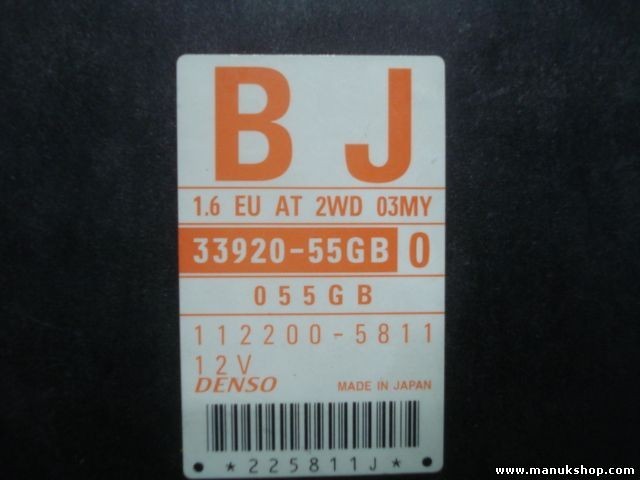 BJ
1.6 EU AT 2WD 03MY
33920-55GB 0
055GB
112200-5811
12V
DENSO MADE IN JAPAN
*225811J*
www.manukshop.com